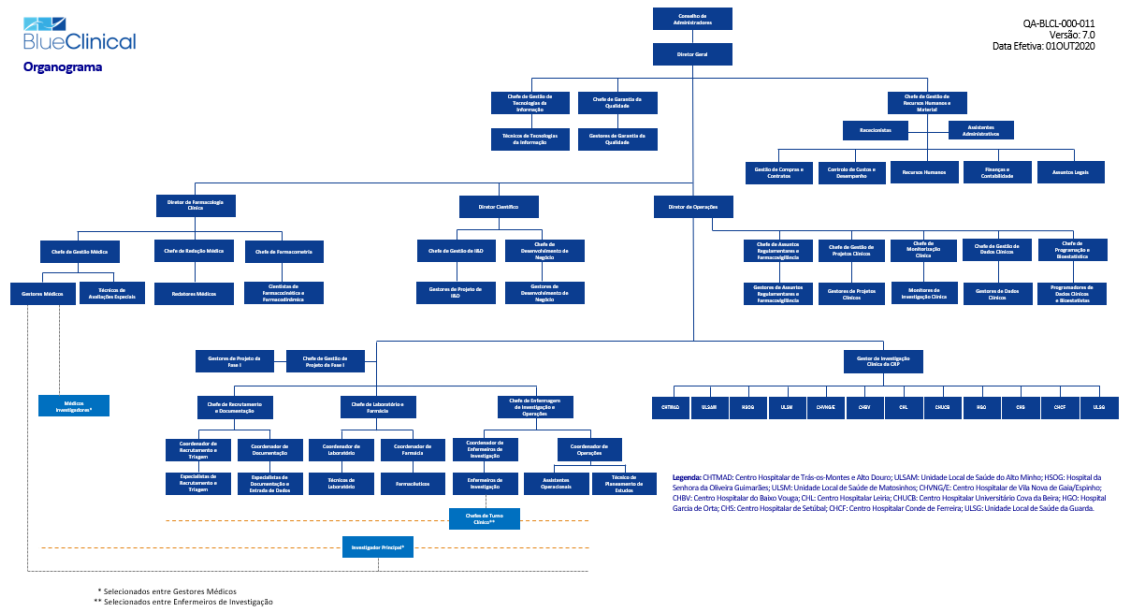 BlueClinical
Organograma
QA-BLCL-000-011
Versão: 7.0
Data Efetiva: 01OUT2020
Conselho de
Administradores
Diretor Geral
Chefe de Gestão de
Tecnologias da
Informação
Chefe de Garantia da
Qualidade
Chefe de Gestão de
Recursos Humanos e
Material
Técnicos de Tecnologias
da Informação
Gestores de Garantia da
Qualidade
Rececionistas
Assistentes
Administrativos
Gestão de Compras e
Contratos
Controlo de Custos e
Desempenho
Recursos Humanos
Finanças e
Contabilidade
Assuntos Legais
Diretor de Farmacologia
Clínica
Diretor Científico
Diretor de Operações
Chefe de Gestão Médica
Chefe de Redação Médica
Chefe de Farmacometria
Chefe de Gestão de I&D
Chefe de
Desenvolvimento de
Negócio
Chefe de Assuntos
Regulamentares e
Farmacovigilância
Chefe de Gestão de
Projetos Clínicos
Chefe de
Monitorização
Clínica
Chefe de Gestão de
Dados Clínicos
Chefe de
Programação e
Bioestatística
Gestores Médicos
Técnicos de
Avaliações Especiais
Redatores Médicos
Cientistas de
Farmacocinética e
Farmacodinâmica
Gestores de Projeto de
I&D
Gestores de
Desenvolvimento de
Negócio
Gestores de Assuntos
Regulamentares e
Farmacovigilância
Gestores de Projetos
Clínicos
Monitores de
Investigação Clínica
Gestores de Dados
Clínicos
Programadores de
Dados Clínicos
e Bioestatistas
Gestores de Projeto da
Fase I
Chefe de Gestão de
Projeto da Fase I
Gestor de Investigação
Clínica da CRP
Médicos
Investigadores*
Chefe de Recrutamento
e Documentação
Chefe de Laboratório e
Farmácia
Chefe de Enfermagem
de Investigação e
Operações
CHTMAD
ULSAM
HSOG
ULSM
CHVNG/E
CHBV
CHL
CHUCB
HGO
CHS
CHCF
ULSG
Coordenador de
Recrutamento e
Triagem
Coordenador de
Documentação
Coordenador de
Laboratório
Coordenador de
Farmácia
Coordenador de
Enfermeiros de
Investigação
Coordenador de
Operações
Especialistas de
Recrutamento e
Triagem
Especialistas de
Documentação e
Entrada de Dados
Técnicos de
Laboratório
Farmacêuticos
Enfermeiros de
Investigação
Assistentes
Operacionais
Técnico de
Planeamento de
Estudos
Legenda: CHTMAD: Centro Hospitalar de Trás-os-Montes e Alto Douro; ULSAM: Unidade Local de Saúde do Alto Minho; HSOG: Hospital da
Senhora da Oliveira Guimarães; ULSM: Unidade Local de Saúde de Matosinhos; CHVNG/E: Centro Hospitalar de Vila Nova de Gaia/Espinho;
CHBV: Centro Hospitalar do Baixo Vouga; CHL: Centro Hospitalar Leiria; CHUCB: Centro Hospitalar Universitário Cova da Beira; HGO: Hospital
Garcia de Orta; CHS: Centro Hospitalar de Setúbal; CHCF: Centro Hospitalar Conde de Ferreira; ULSG: Unidade Local de Saúde da Guarda.
Chefes de Turno
Clínico**
Investigador Principal*
* Selecionados entre Gestores Médicos
** Selecionados entre Enfermeiros de Investigação